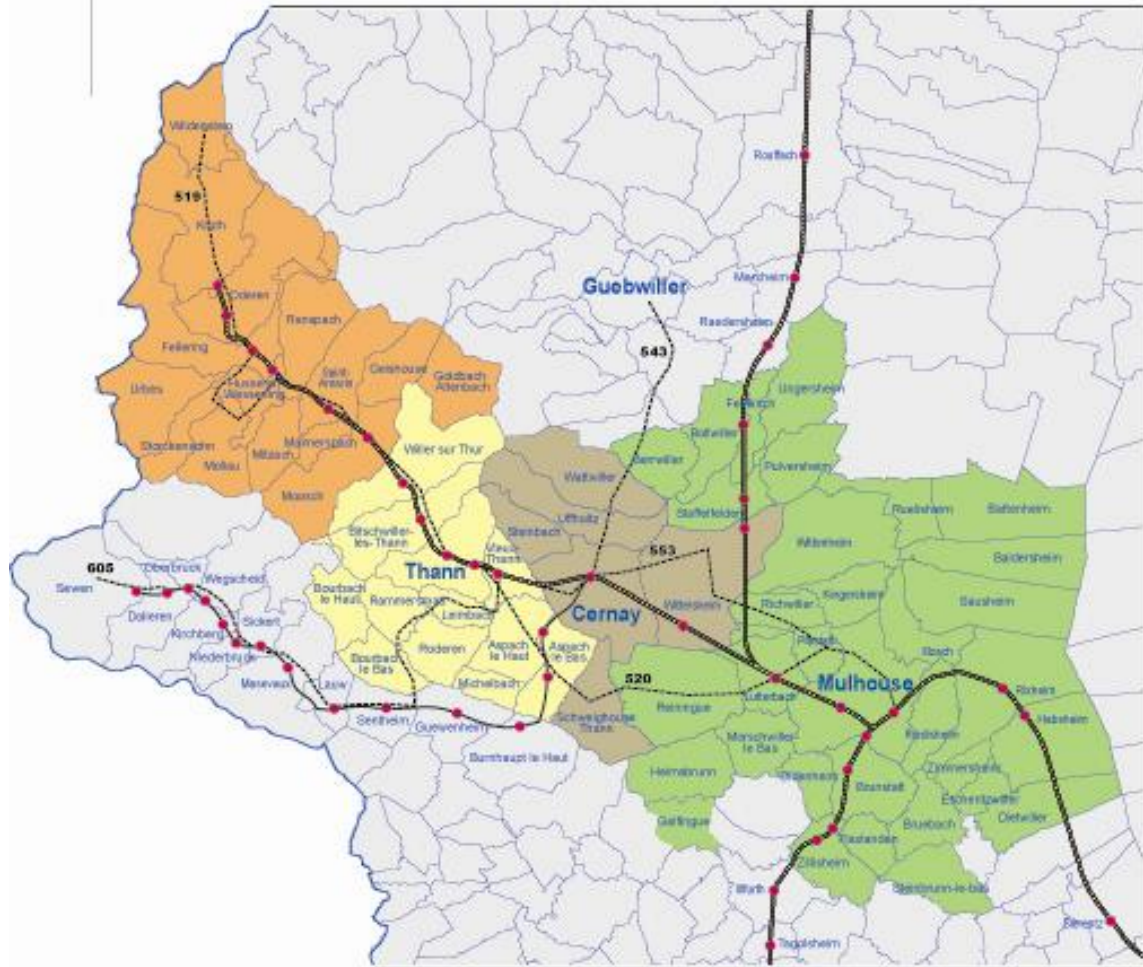 Wildenstein
519
Kruth
Rouffach
Guebwiller
Merxheim
Oderen
Ranspach
Raedersheim
543
Fellering
Geishouse
Goldbach
Altenbach
Ungersheim
Urbès
Husseren
Wesserling
Saint-
Amarin
Feldkirch
Bollwiller
Storckensohn
Malmerspach
Mitzach
Mollau
Willer sur Thur
Wattwiller
Berrwiller
Pulversheim
Moosch
Uffholtz
Staffelfelden
Ruelisheim
Battenheim
Steinbach
Bitschwiller-
lès-Thann
Wittenheim
Vieux-
Thann
553
Baldersheim
605
Sewen
Oberbruck
Wegscheid
Thann
Bourbach
le Haut
Rammersmatt
Leimbach
Cernay
Wittelsheim
Richwiller
Kingersheim
Sausheim
Dolleren
Kirchberg
Sickert
Niederbruck
Roderen
Aspach
le Haut
Aspach
le Bas
Illzach
Bourbach
le Bas
Michelbach
520
Masevaux
Lauw
Lutterbach
Mulhouse
Rixheim
Reiningue
Sentheim
Guewenheim
Schweighouse
Thann
Habsheim
Morschwiller
le Bas
Riedisheim
Burnhaupt le Haut
Heimsbrunn
Didenheim
Zimmersheim
Brunstatt
Eschentzwiller
Dietwiller
Galfingue
Bruebach
Flaxlanden
Zillisheim
Illfurth
Steinbrunn-le-bas
Sierentz
Tagolsheim